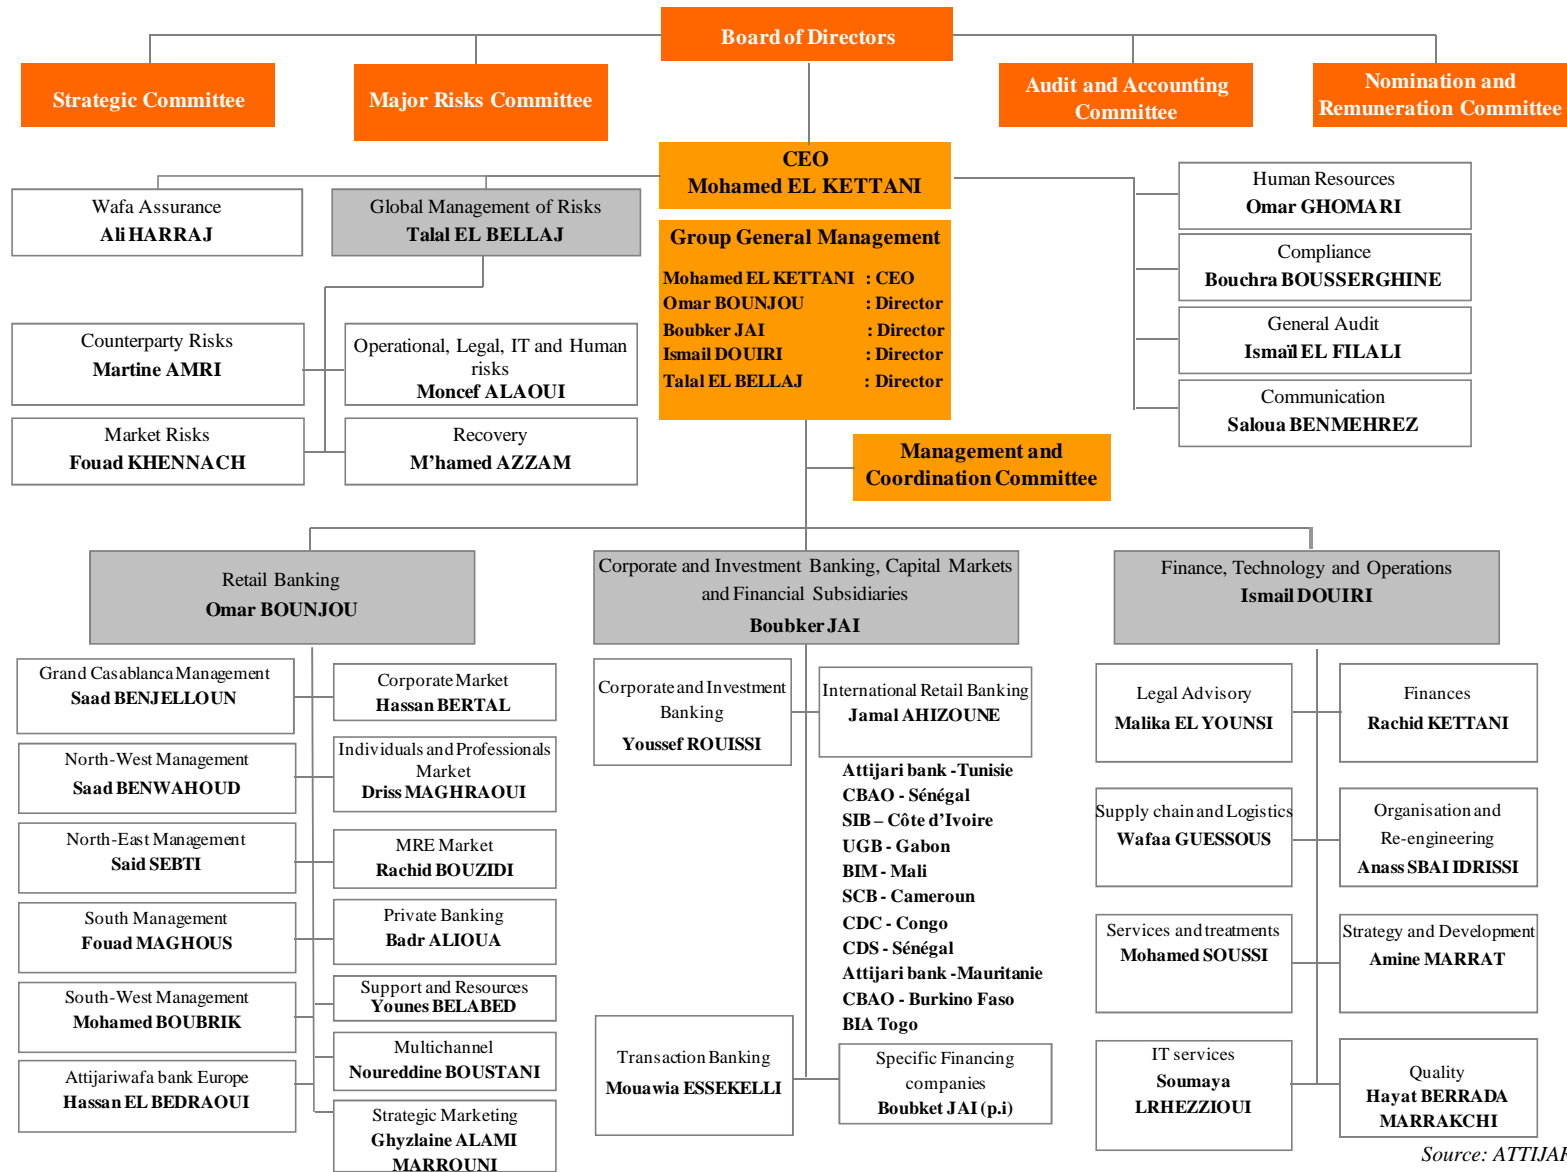 Board of Directors
Strategic Committee
Major Risks Committee
Audit and Accounting
Committee
Nomination and
Remuneration Committee
CEO
Mohamed EL KETTANI
Wafa Assurance
Ali HARRAJ
Global Management of Risks
Talal EL BELLAJ
Human Resources
Omar GHOMARI
Compliance
Bouchra BOUSSERGHINE
General Audit
Ismaïl EL FILALI
Communication
Saloua BENMEHREZ
Group General Management
Mohamed EL KETTANI : CEO
Omar BOUNJOU : Director
Boubker JAI : Director
Ismail DOUIRI : Director
Talal EL BELLAJ : Director
Counterparty Risks
Martine AMRI
Operational, Legal, IT and Human
risks
Moncef ALAOUI
Market Risks
Fouad KHENNACH
Recovery
M’hamed AZZAM
Management and
Coordination Committee
Retail Banking
Omar BOUNJOU
Corporate and Investment Banking, Capital Markets
and Financial Subsidiaries
Boubker JAI
Finance, Technology and Operations
Ismail DOUIRI
Grand Casablanca Management
Saad BENJELLOUN
Corporate Market
Hassan BERTAL
North-West Management
Saad BENWAHOUD
Individuals and Professionals
Market
Driss MAGHRAOUI
North-East Management
Said SEBTI
MRE Market
Rachid BOUZIDI
South Management
Fouad MAGHOUS
Private Banking
Badr ALIOUA
South-West Management
Mohamed BOUBRIK
Support and Resources
Younes BELABED
Multichannel
Noureddine BOUSTANI
Attijariwafa bank Europe
Hassan EL BEDRAOUI
Strategic Marketing
Ghyzlaine ALAMI
MARROUNI
Corporate and Investment
Banking
Youssef ROUISSI
International Retail Banking
Jamal AHIZOUNE
Attijari bank -Tunisie
CBAO - Sénégal
SIB – Côte d’Ivoire
UGB - Gabon
BIM - Mali
SCB - Cameroun
CDC - Congo
CDS - Sénégal
Attijari bank -Mauritanie
CBAO - Burkino Faso
BIA Togo
Transaction Banking
Mouawia ESSEKELLI
Specific Financing
companies
Boubket JAI (p.i)
Legal Advisory
Malika EL YOUNSI
Finances
Rachid KETTANI
Supply chain and Logistics
Wafaa GUESSOUS
Organisation and
Re-engineering
Anass SBAI IDRISSI
Services and treatments
Mohamed SOUSSI
Strategy and Development
Amine MARRAT
IT services
Soumaya
LRHEZZIOUI
Quality
Hayat BERRADA
MARRAKCHI
Source: ATTIJAR